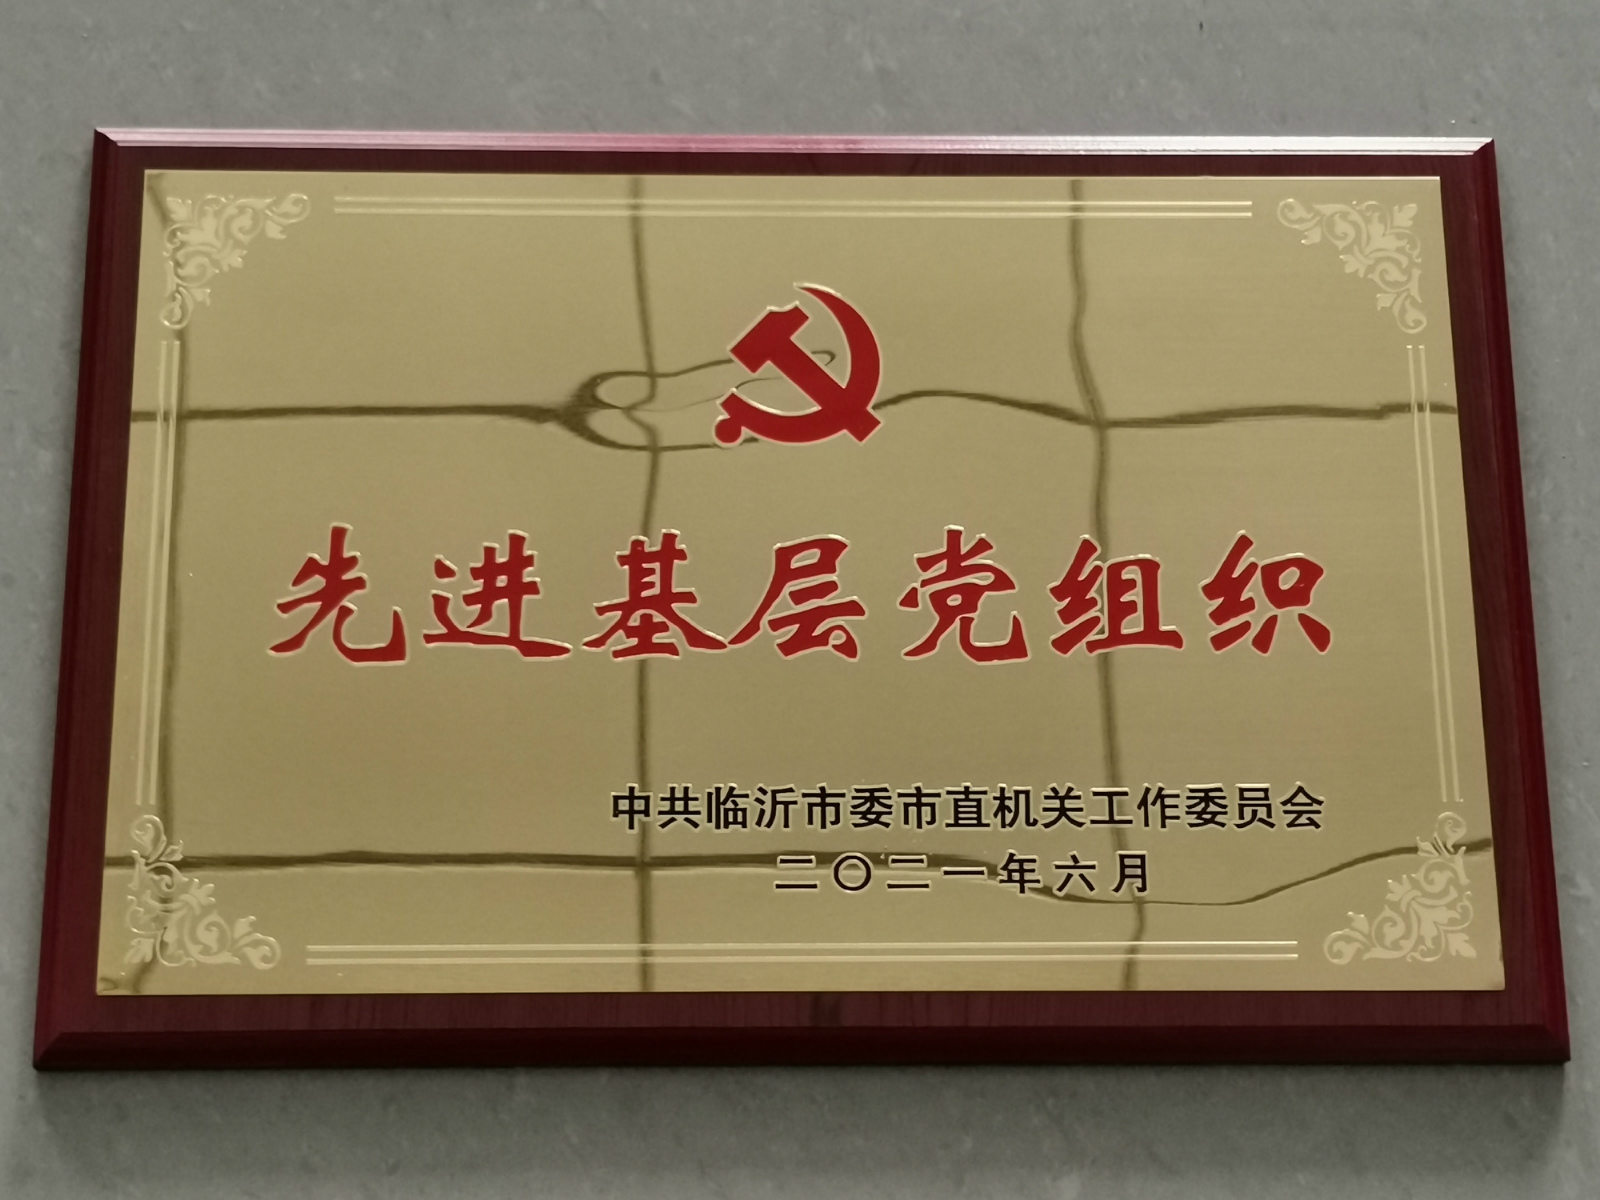 先进基层党组织
中共临沂市委市直机关工作委员会
二〇二一年六月